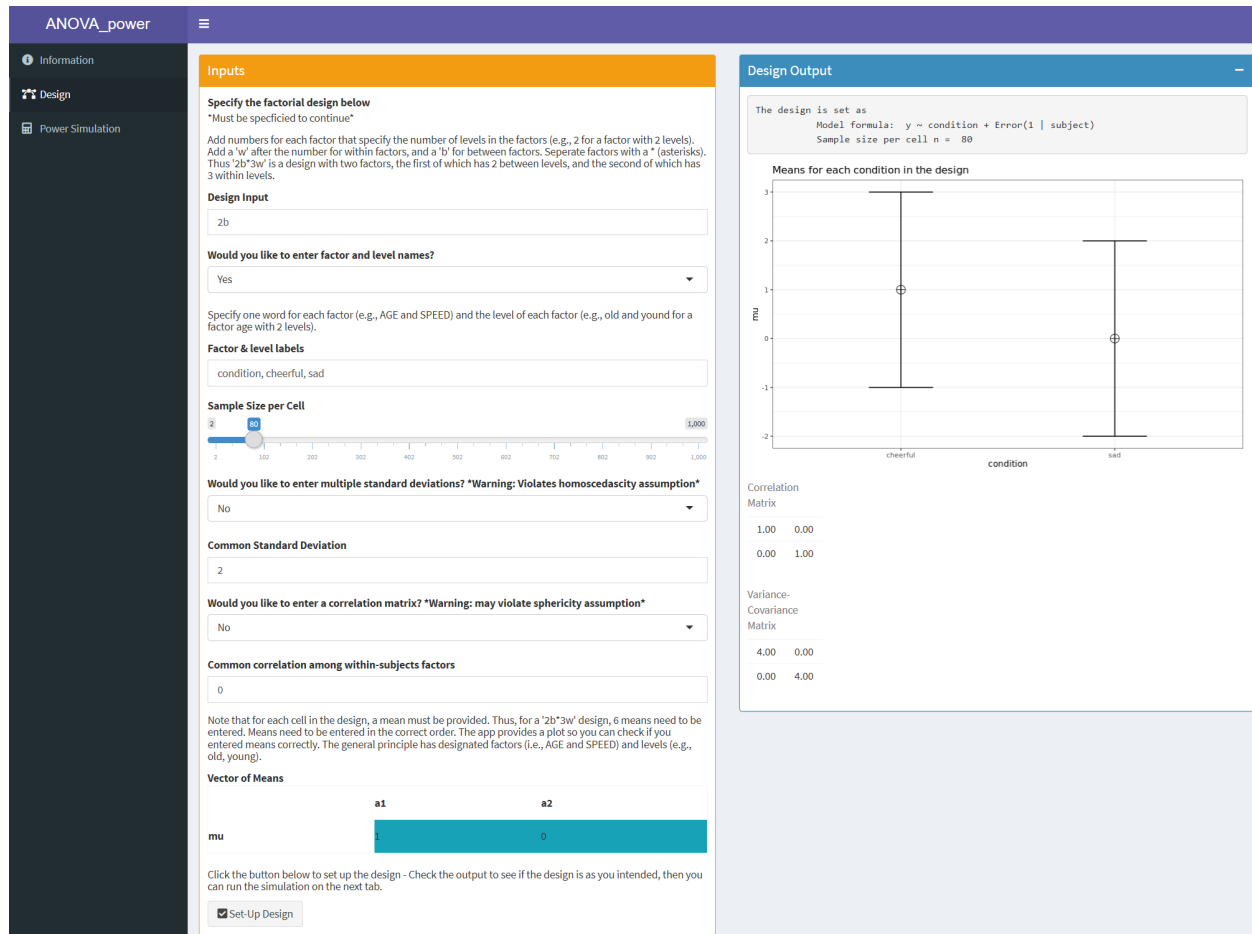 ANOVA_power
Information
Design
Power Simulation
Inputs
Specify the factorial design below
*Must be specficied to continue*
Add numbers for each factor that specify the number of levels in the factors (e.g., 2 for a factor with 2 levels).
Add a 'w' after the number for within factors, and a 'b' for between factors. Seperate factors with a * (asterisks).
Thus '2b*3w' is a design with two factors, the first of which has 2 between levels, and the second of which has
3 within levels.
Design Input
2b
Would you like to enter factor and level names?
Yes
Specify one word for each factor (e.g., AGE and SPEED) and the level of each factor (e.g., old and yound for a
factor age with 2 levels).
Factor & level labels
condition, cheerful, sad
Sample Size per Cell
2 80 1,000
2 102 202 302 402 502 602 702 802 902 1,000
Would you like to enter multiple standard deviations? *Warning: Violates homoscedascity assumption*
No
Common Standard Deviation
2
Would you like to enter a correlation matrix? *Warning: may violate sphericity assumption*
No
Common correlation among within-subjects factors
0
Note that for each cell in the design, a mean must be provided. Thus, for a '2b*3w' design, 6 means need to be
entered. Means need to be entered in the correct order. The app provides a plot so you can check if you
entered means correctly. The general principle has designated factors (i.e., AGE and SPEED) and levels (e.g.,
old, young).
Vector of Means
a1 a2
mu 1 0
Click the button below to set up the design - Check the output to see if the design is as you intended, then you
can run the simulation on the next tab.
Set-Up Design
Design Output
The design is set as
Model formula: y ~ condition + Error(1 | subject)
Sample size per cell n = 80
Means for each condition in the design
3
2
1
0
-1
-2
mu
cheerful sad
condition
Correlation
Matrix
1.00 0.00
0.00 1.00
Variance-
Covariance
Matrix
4.00 0.00
0.00 4.00